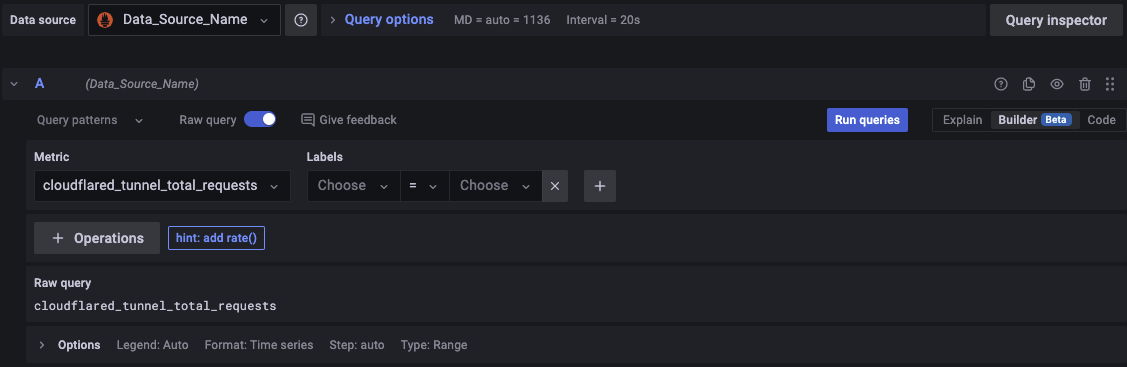 Data source Data_Source_Name Query options MD = auto = 1136 Interval = 20s Query inspector
A (Data_Source_Name)
Query patterns Raw query Give feedback Run queries Explain Builder Beta Code
Metric Labels
cloudflared_tunnel_total_requests Choose = Choose
+ Operations hint: add rate()
Raw query
cloudflared_tunnel_total_requests
Options Legend: Auto Format: Time series Step: auto Type: Range